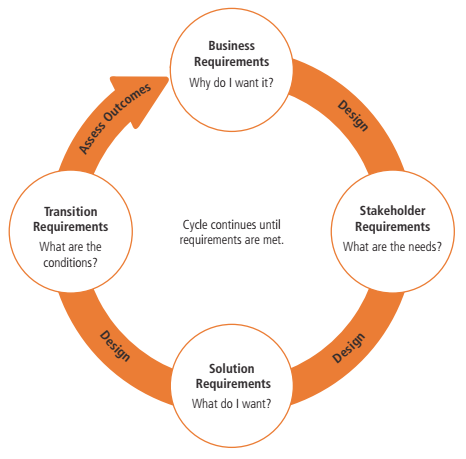 Business
Requirements
Why do I want it?
Design
Stakeholder
Requirements
What are the needs?
Design
Solution
Requirements
What do I want?
Design
Transition
Requirements
What are the
conditions?
Assess Outcomes
Cycle continues until
requirements are met.